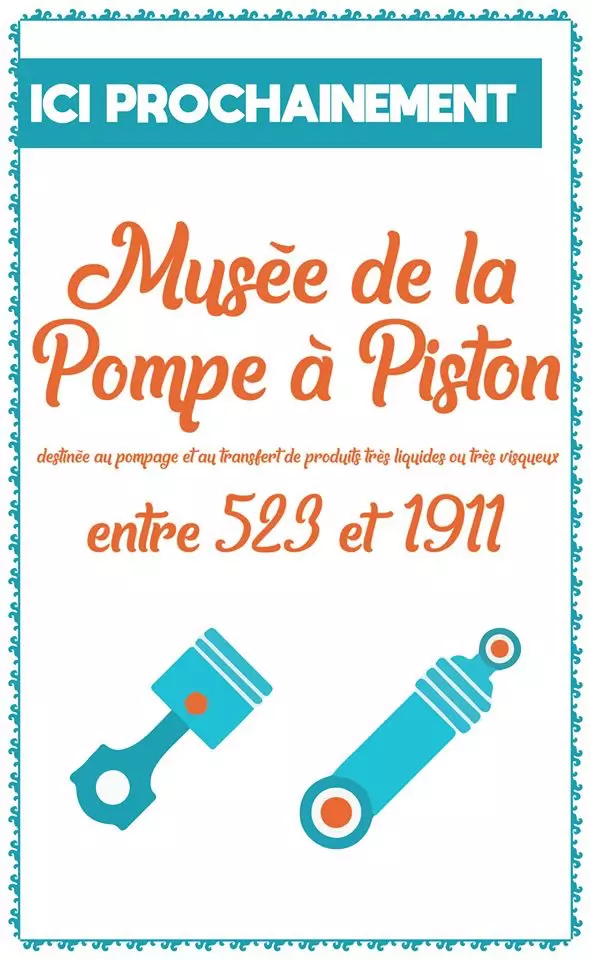 ICI PROCHAINEMENT
Musée de la
Pompe à Piston
destinée au pompage et au transfert de produits très liquides ou très visqueux
entre 523 et 1911